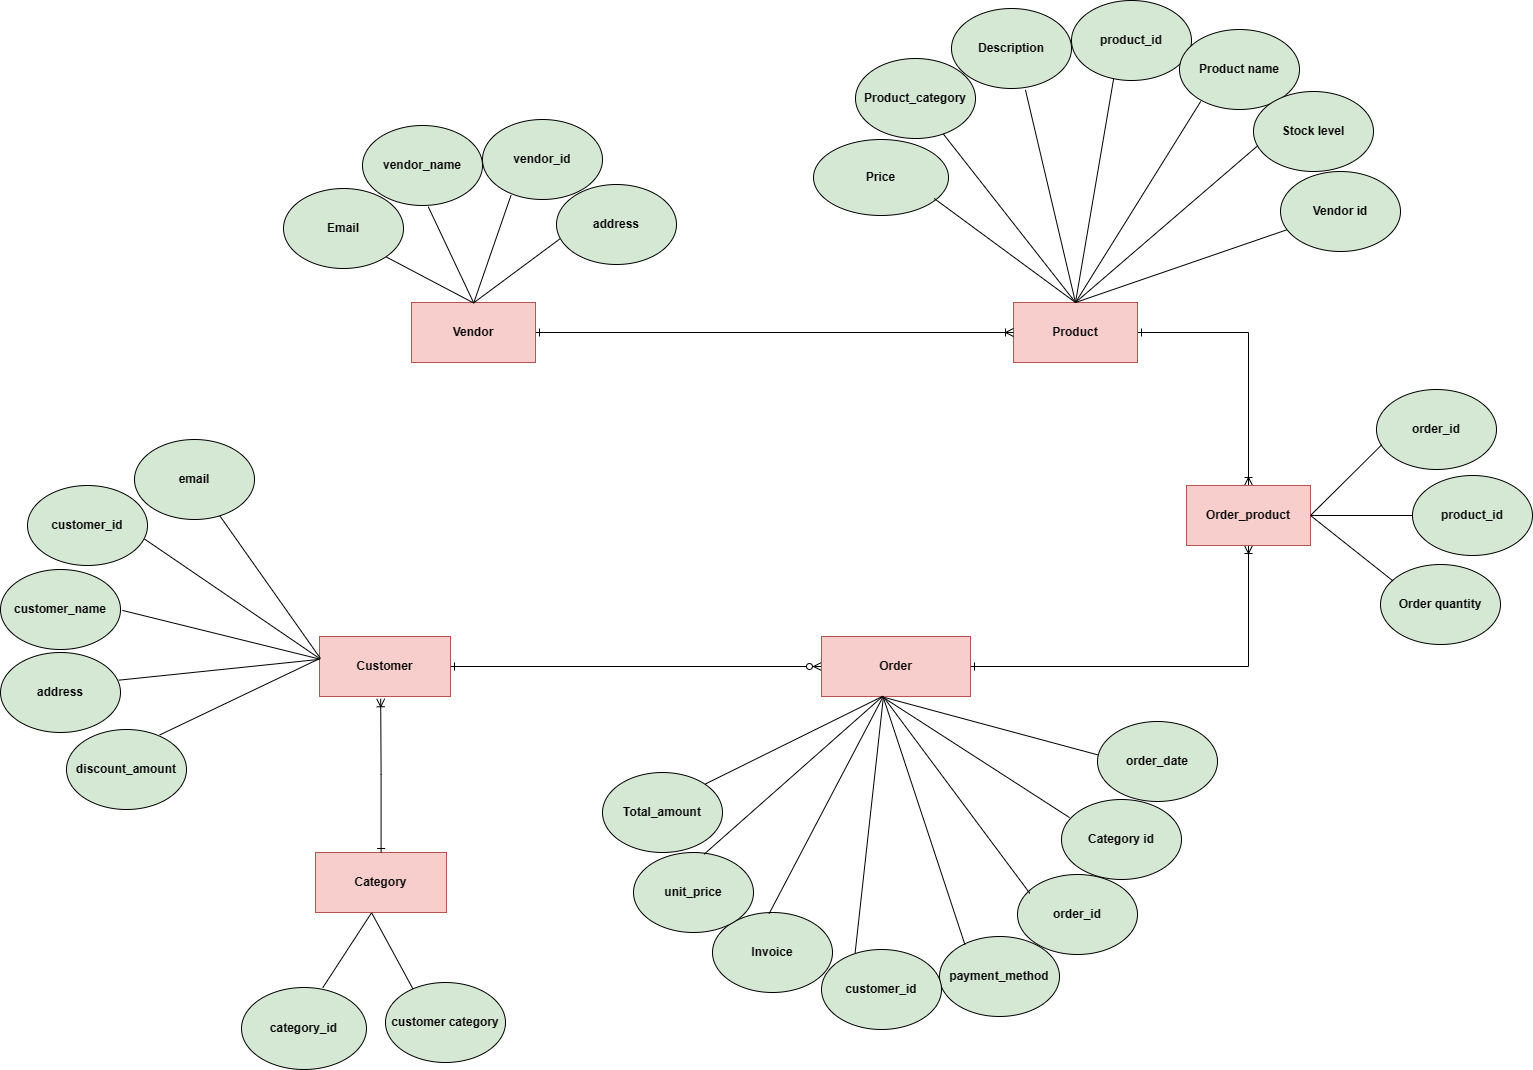 product_id
Description
Product name
Product_category
Stock level
vendor_name
vendor_id
Price
Vendor id
Email
address
Vendor
Product
order_id
email
customer_id
Order_product
product_id
customer_name
Order quantity
Customer
Order
address
discount_amount
order_date
Total_amount
Category id
Category
unit_price
order_id
Invoice
payment_method
customer_id
category_id
customer category